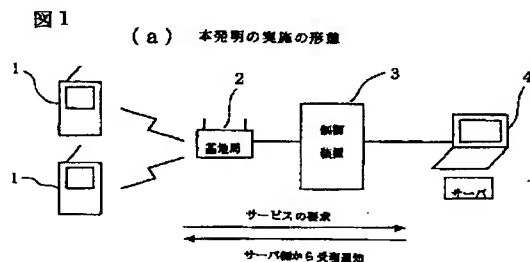 図1
(a) 本発明の実施の形態
1
2
3
4
基地局
制御
装置
サーバ
1
サービスの要求
サーバ側から受理通知